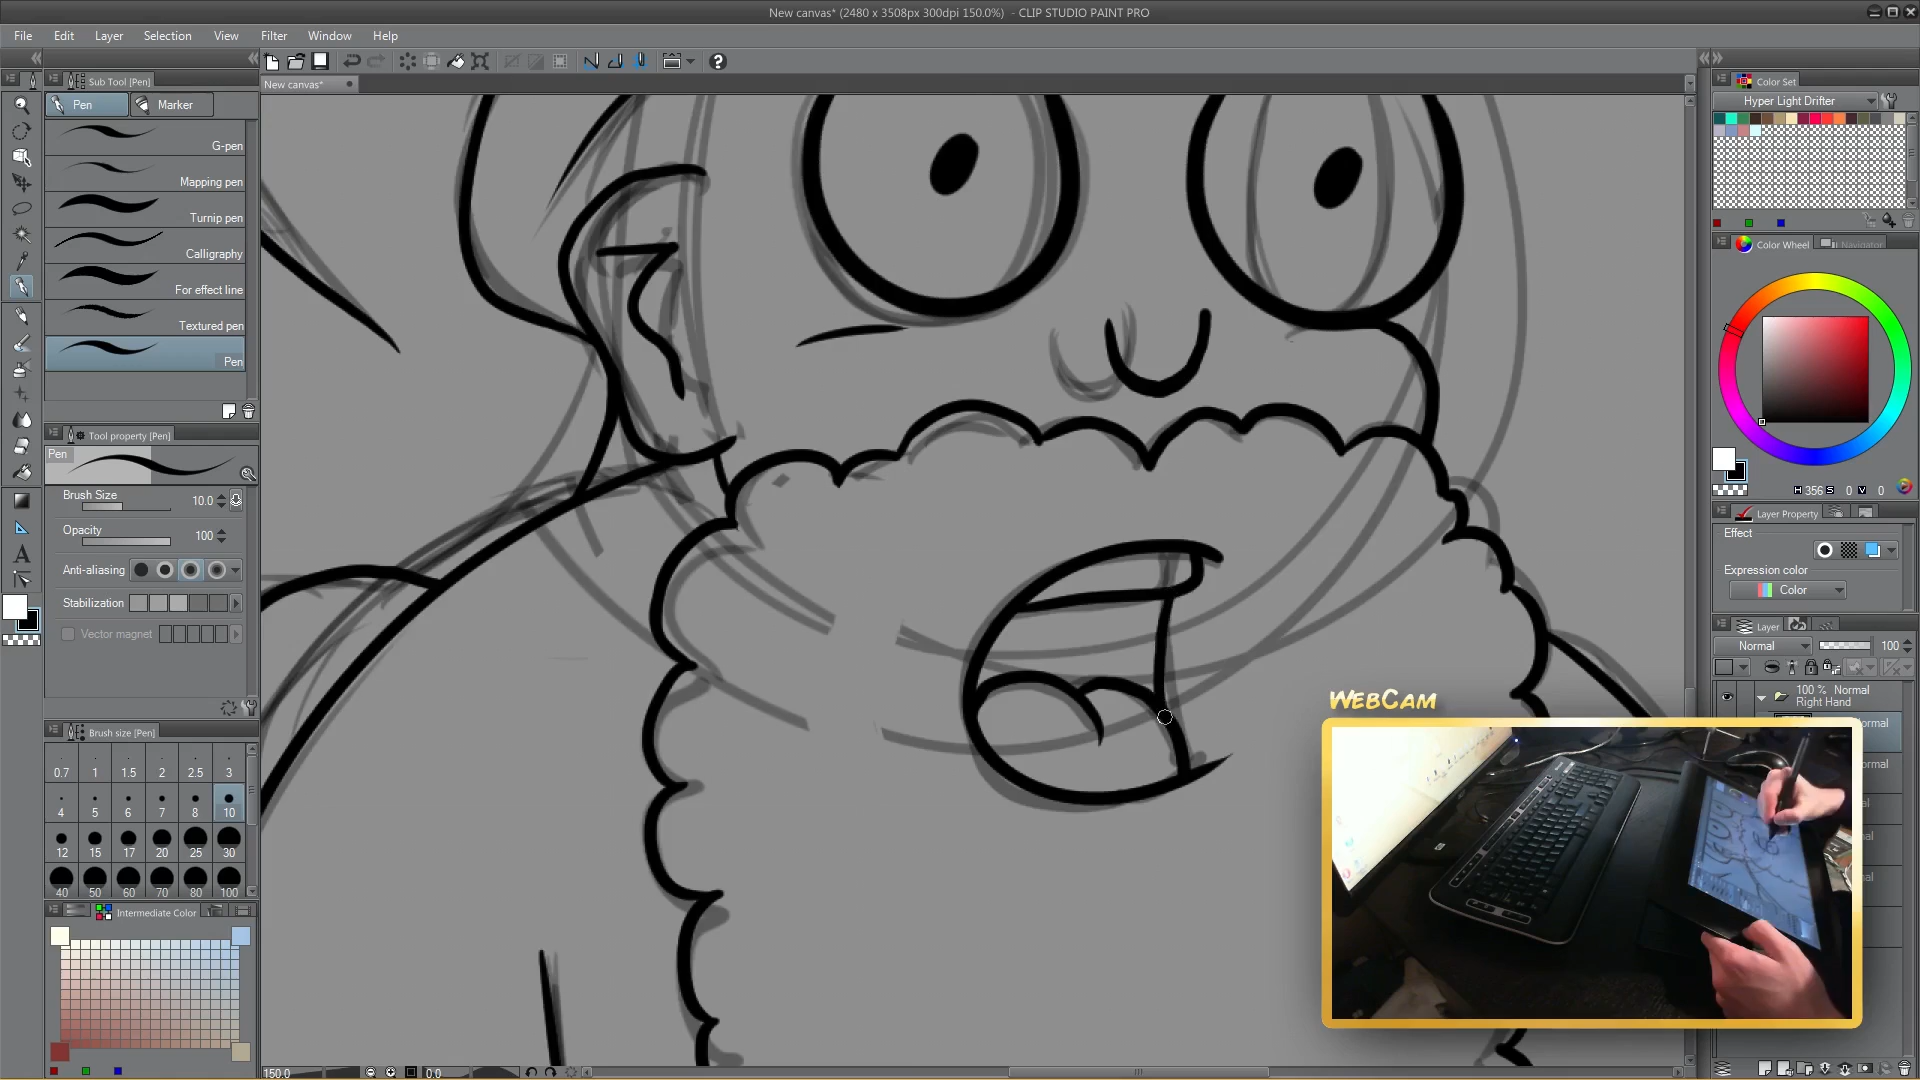 New canvas* (2480 x 3508px 300dpi 150.0%) - CLIP STUDIO PAINT PRO
File Edit Layer Selection View Filter Window Help
Sub Tool [Pen]
New canvas*
Color Set
Pen Marker
Hyper Light Drifter
G-pen
Mapping pen
Turnip pen
Calligraphy
For effect line
Textured pen
Pen
Color Wheel Navigator
Tool property [Pen]
Pen
Brush Size 10.0
Opacity 100
Anti-aliasing
Stabilization
Vector magnet
H 356 S 0 V 0
Layer Property
Effect
Expression color
Color
Layer
Normal 100
100 % Normal
Right Hand
WebCam
Brush size [Pen]
0.7 1 1.5 2 2.5 3
4 5 6 7 8 10
12 15 17 20 25 30
40 50 60 70 80 100
Intermediate Color
150.0 0.0